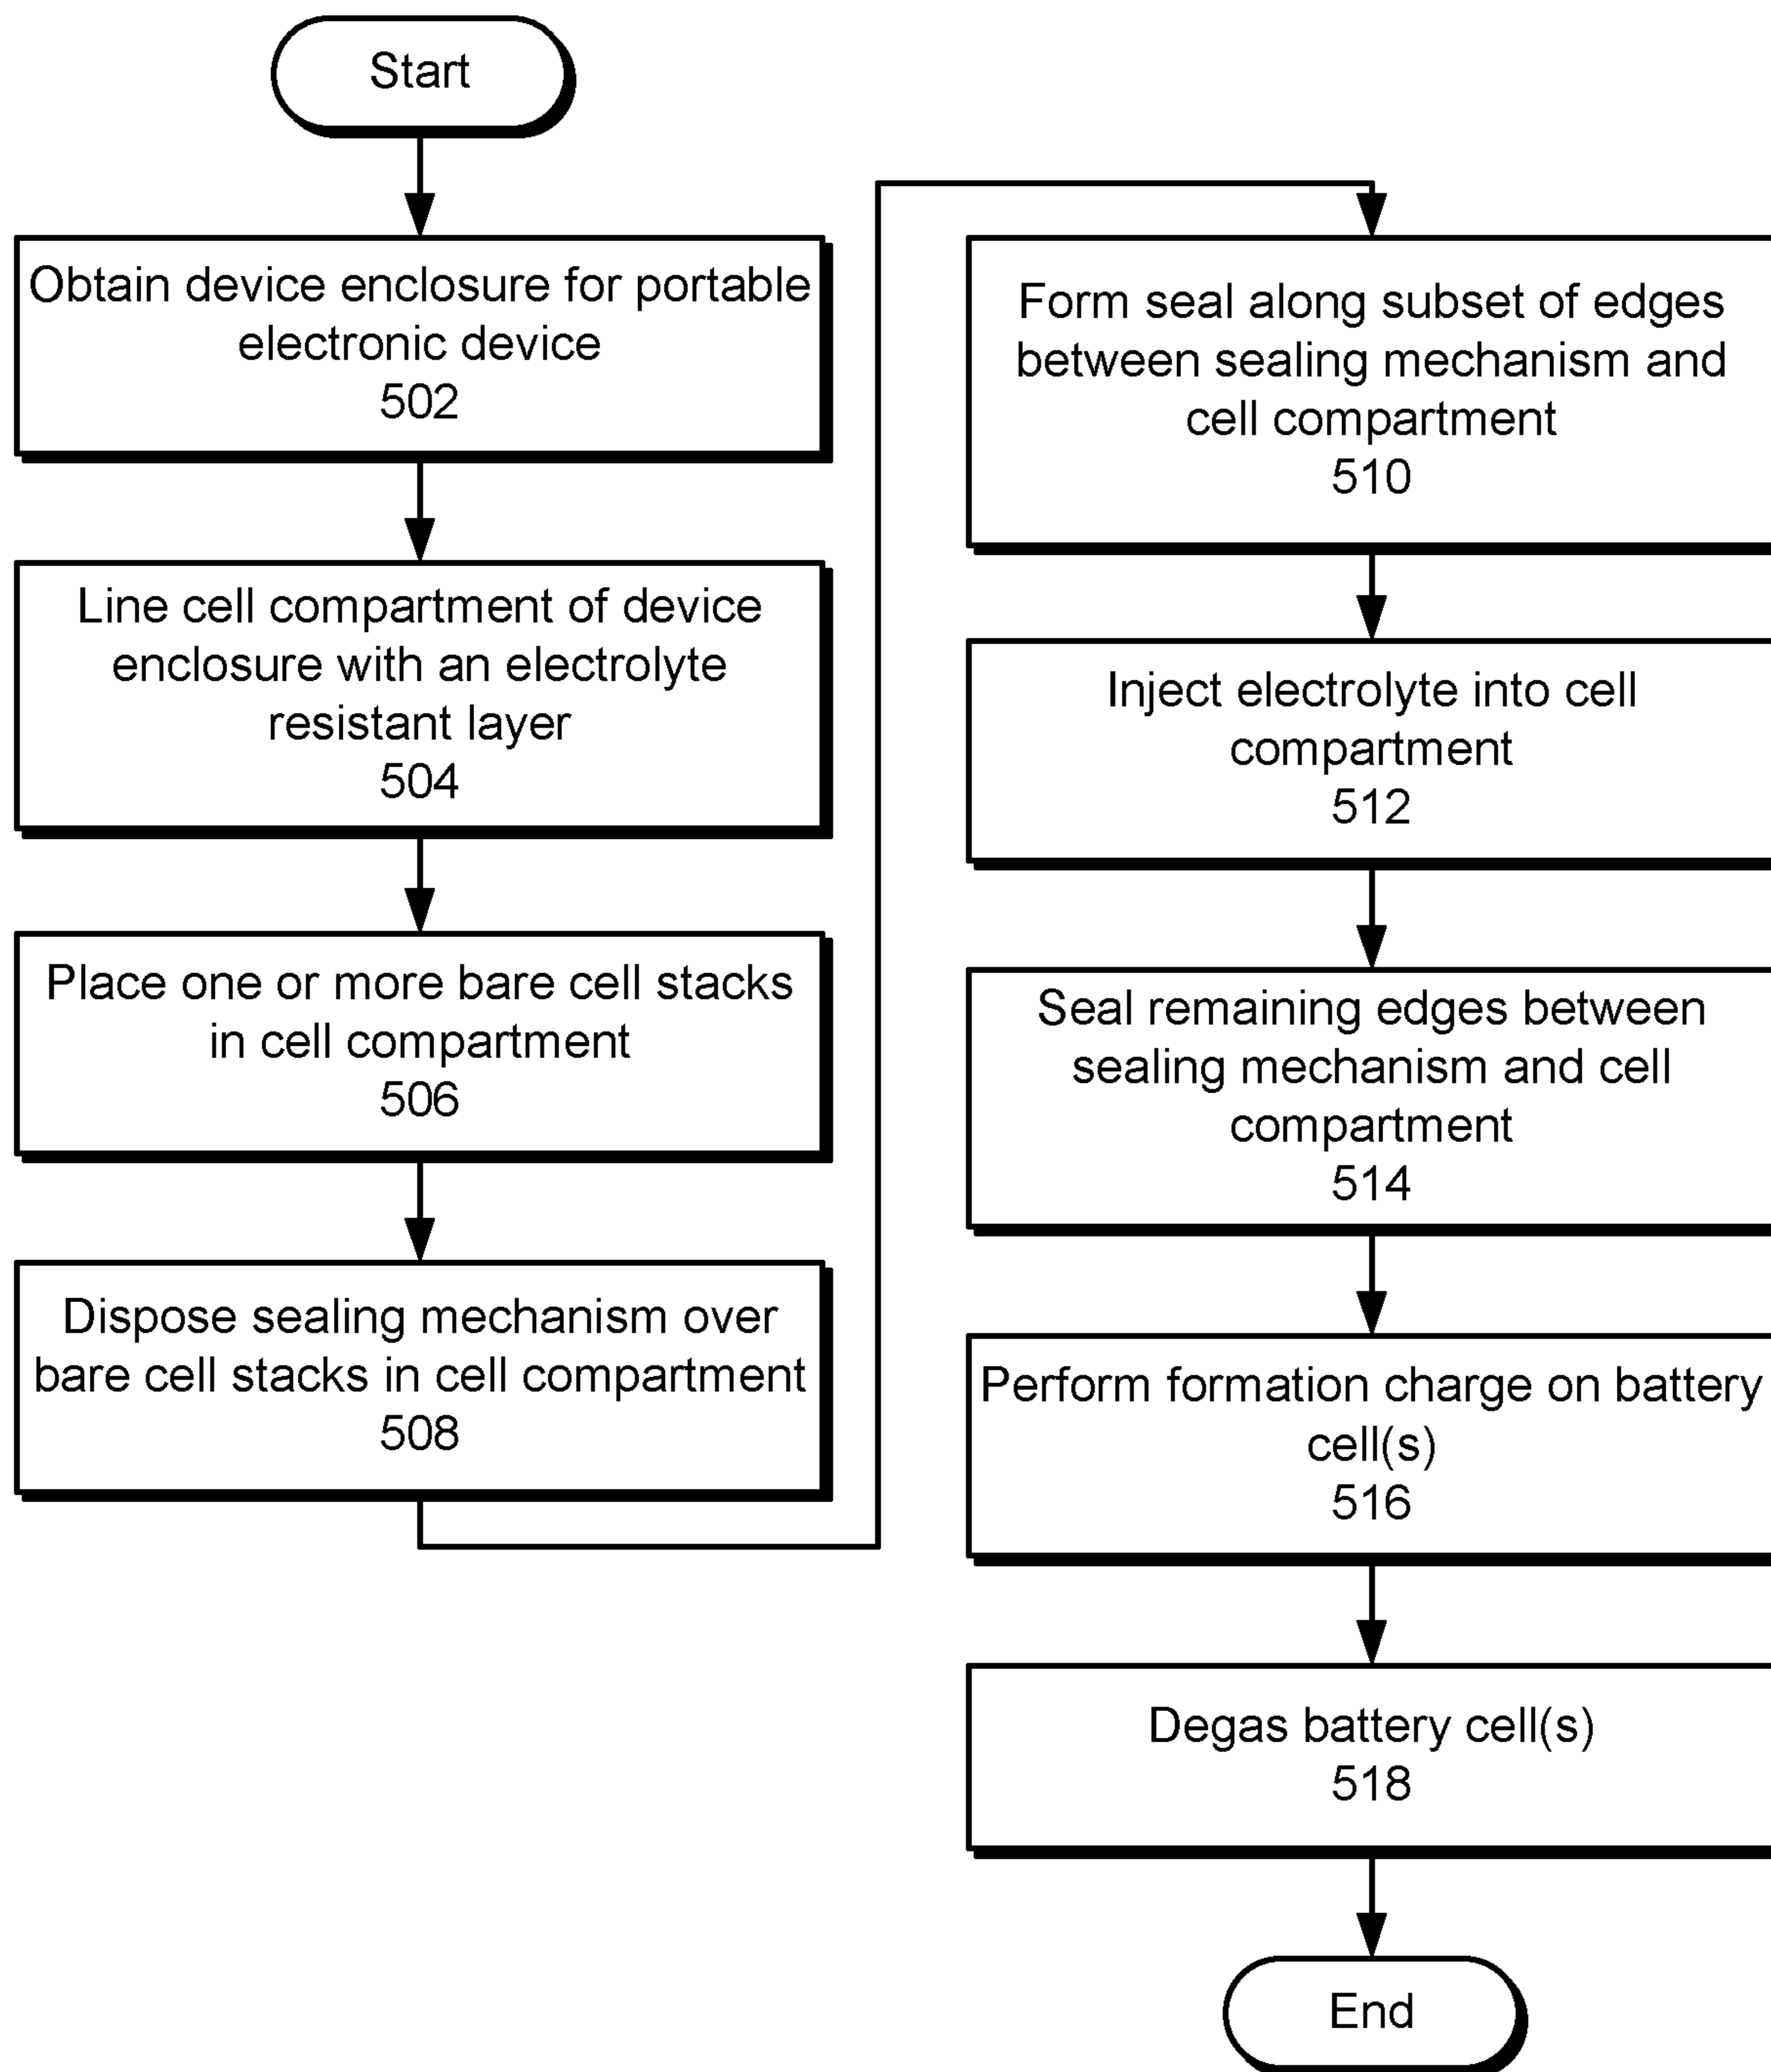 Start
Obtain device enclosure for portable
electronic device
502
Line cell compartment of device
enclosure with an electrolyte
resistant layer
504
Place one or more bare cell stacks
in cell compartment
506
Dispose sealing mechanism over
bare cell stacks in cell compartment
508
Form seal along subset of edges
between sealing mechanism and
cell compartment
510
Inject electrolyte into cell
compartment
512
Seal remaining edges between
sealing mechanism and cell
compartment
514
Perform formation charge on battery
cell(s)
516
Degas battery cell(s)
518
End